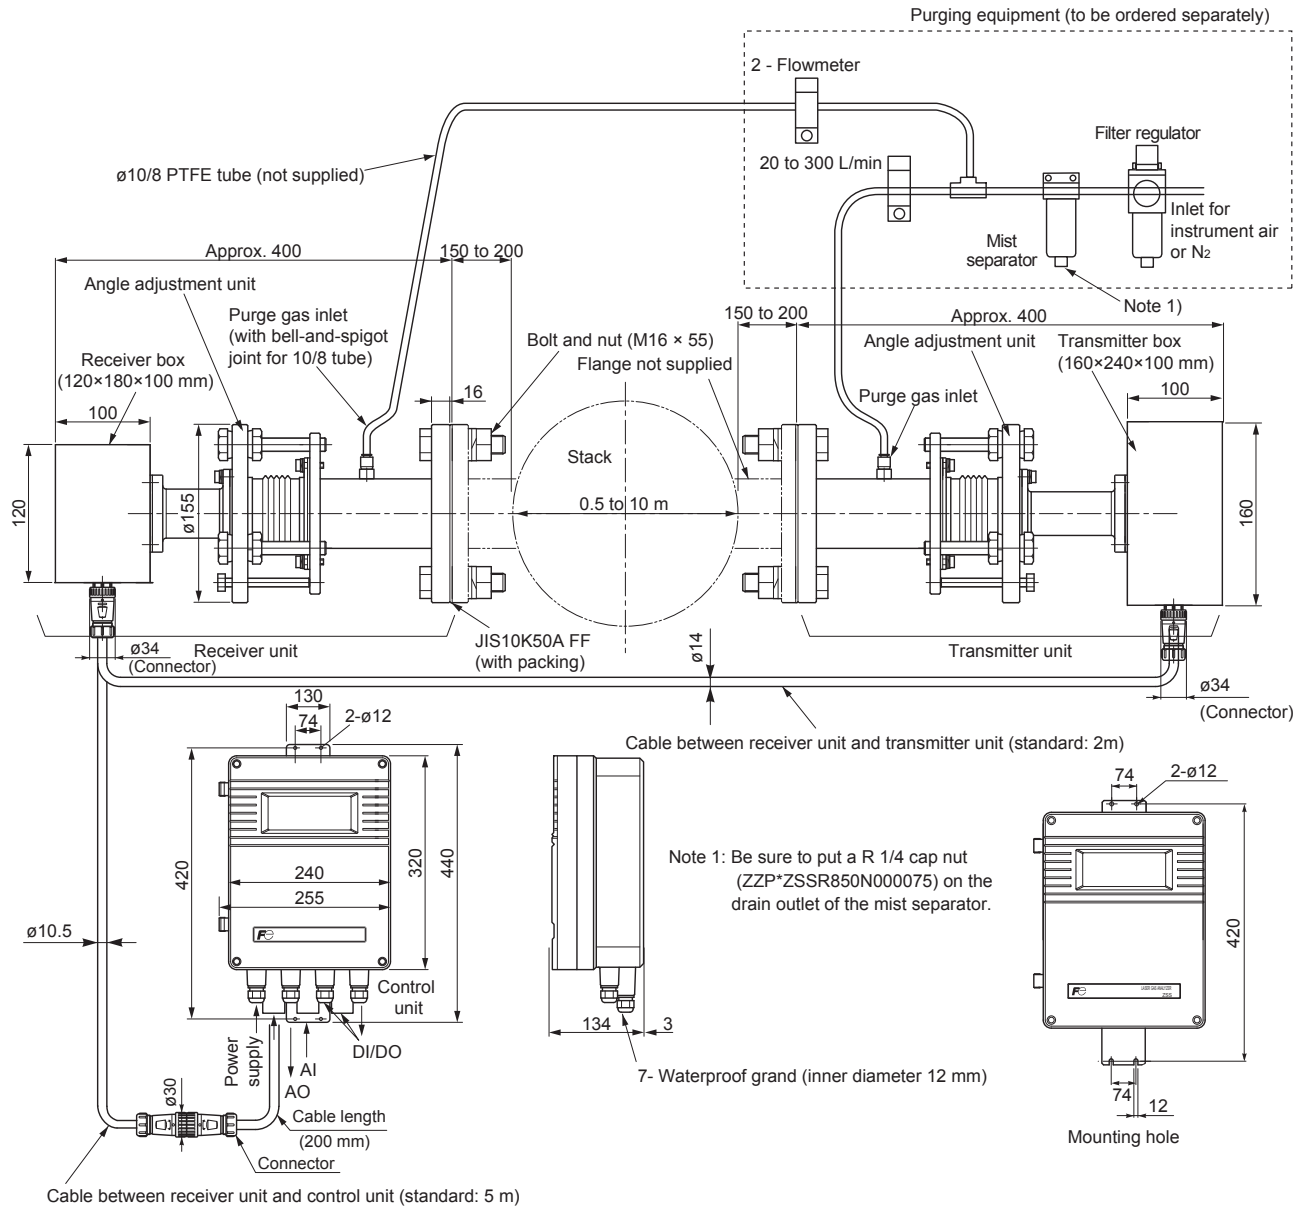 Purging equipment (to be ordered separately)
2 - Flowmeter
Filter regulator
20 to 300 L/min
ø10/8 PTFE tube (not supplied)
Inlet for
instrument air
or N2
Mist
separator
Note 1)
Approx. 400
150 to 200
150 to 200
Approx. 400
Angle adjustment unit
Purge gas inlet
(with bell-and-spigot
joint for 10/8 tube)
Bolt and nut (M16 × 55)
Flange not supplied
Angle adjustment unit
Transmitter box
(160×240×100 mm)
Receiver box
(120×180×100 mm)
100
16
Purge gas inlet
100
Stack
0.5 to 10 m
120
ø155
160
Receiver unit
JIS10K50A FF
(with packing)
ø14
Transmitter unit
ø34
(Connector)
ø34
(Connector)
130
74
2-ø12
Cable between receiver unit and transmitter unit (standard: 2m)
74
2-ø12
420
320
440
240
255
Note 1: Be sure to put a R 1/4 cap nut
(ZZP*ZSSR850N000075) on the
drain outlet of the mist separator.
420
ø10.5
Fe
Control
unit
Fe
LASER GAS ANALYZER
ZSS
134
3
Power
supply
DI/DO
AI
AO
7- Waterproof grand (inner diameter 12 mm)
74
12
Mounting hole
ø30
Cable length
(200 mm)
Connector
Cable between receiver unit and control unit (standard: 5 m)